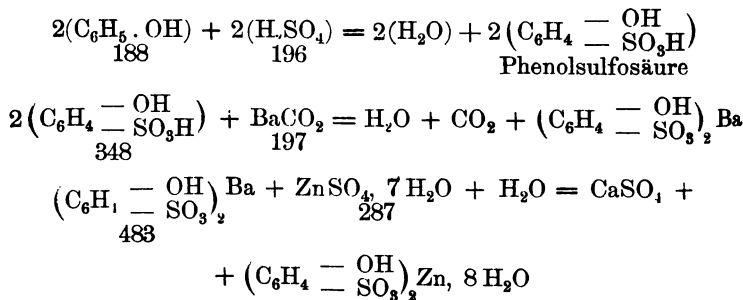 2(C₆H₅ . OH) + 2(H₂SO₄) = 2(H₂O) + 2(C₆H₄ — OH — SO₃H)
188 196 Phenolsulfosäure
2(C₆H₄ — OH — SO₃H) + BaCO₂ = H₂O + CO₂ + (C₆H₄ — OH — SO₃)₂ Ba
348 197
(C₆H₄ — OH — SO₃)₂ Ba + ZnSO₄, 7 H₂O + H₂O = CaSO₄ +
483 287
+ (C₆H₄ — OH — SO₃)₂ Zn, 8 H₂O